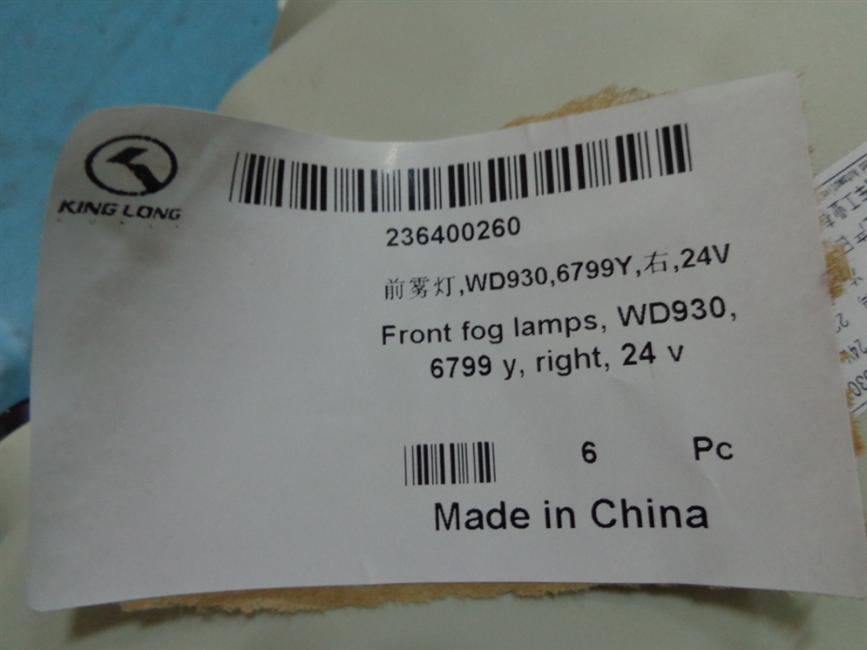 KING LONG
236400260
前雾灯,WD930,6799Y,右,24V
Front fog lamps, WD930,
6799 y, right, 24 v
6 Pc
Made in China